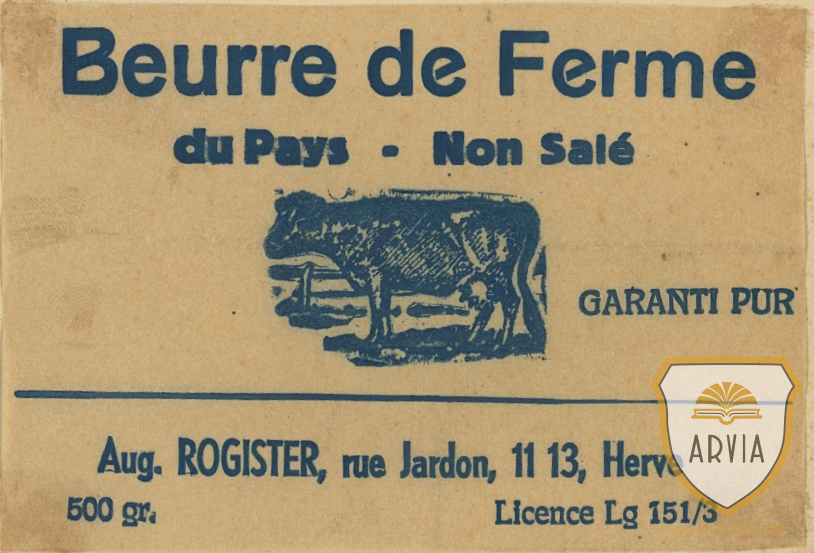 Beurre de Ferme
du Pays - Non Salé
GARANTI PUR
Aug. ROGISTER, rue Jardon, 11 13, Herve
500 gr. Licence Lg 151/3
ARVIA